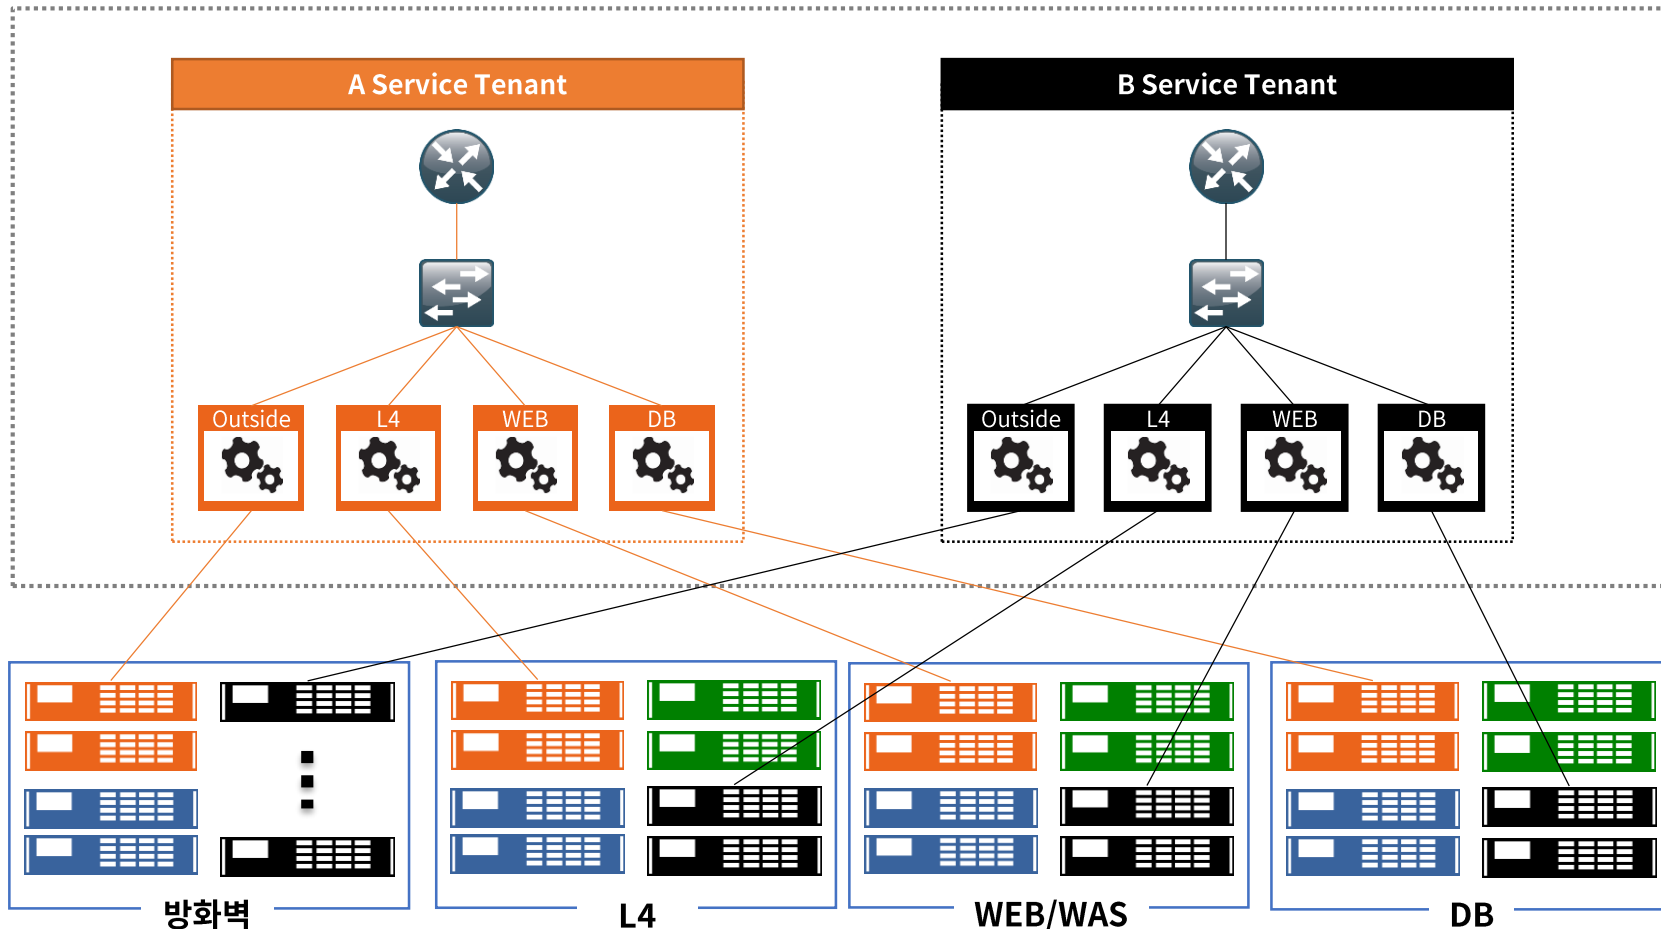 A Service Tenant
B Service Tenant
Outside
L4
WEB
DB
Outside
L4
WEB
DB
방화벽
L4
WEB/WAS
DB